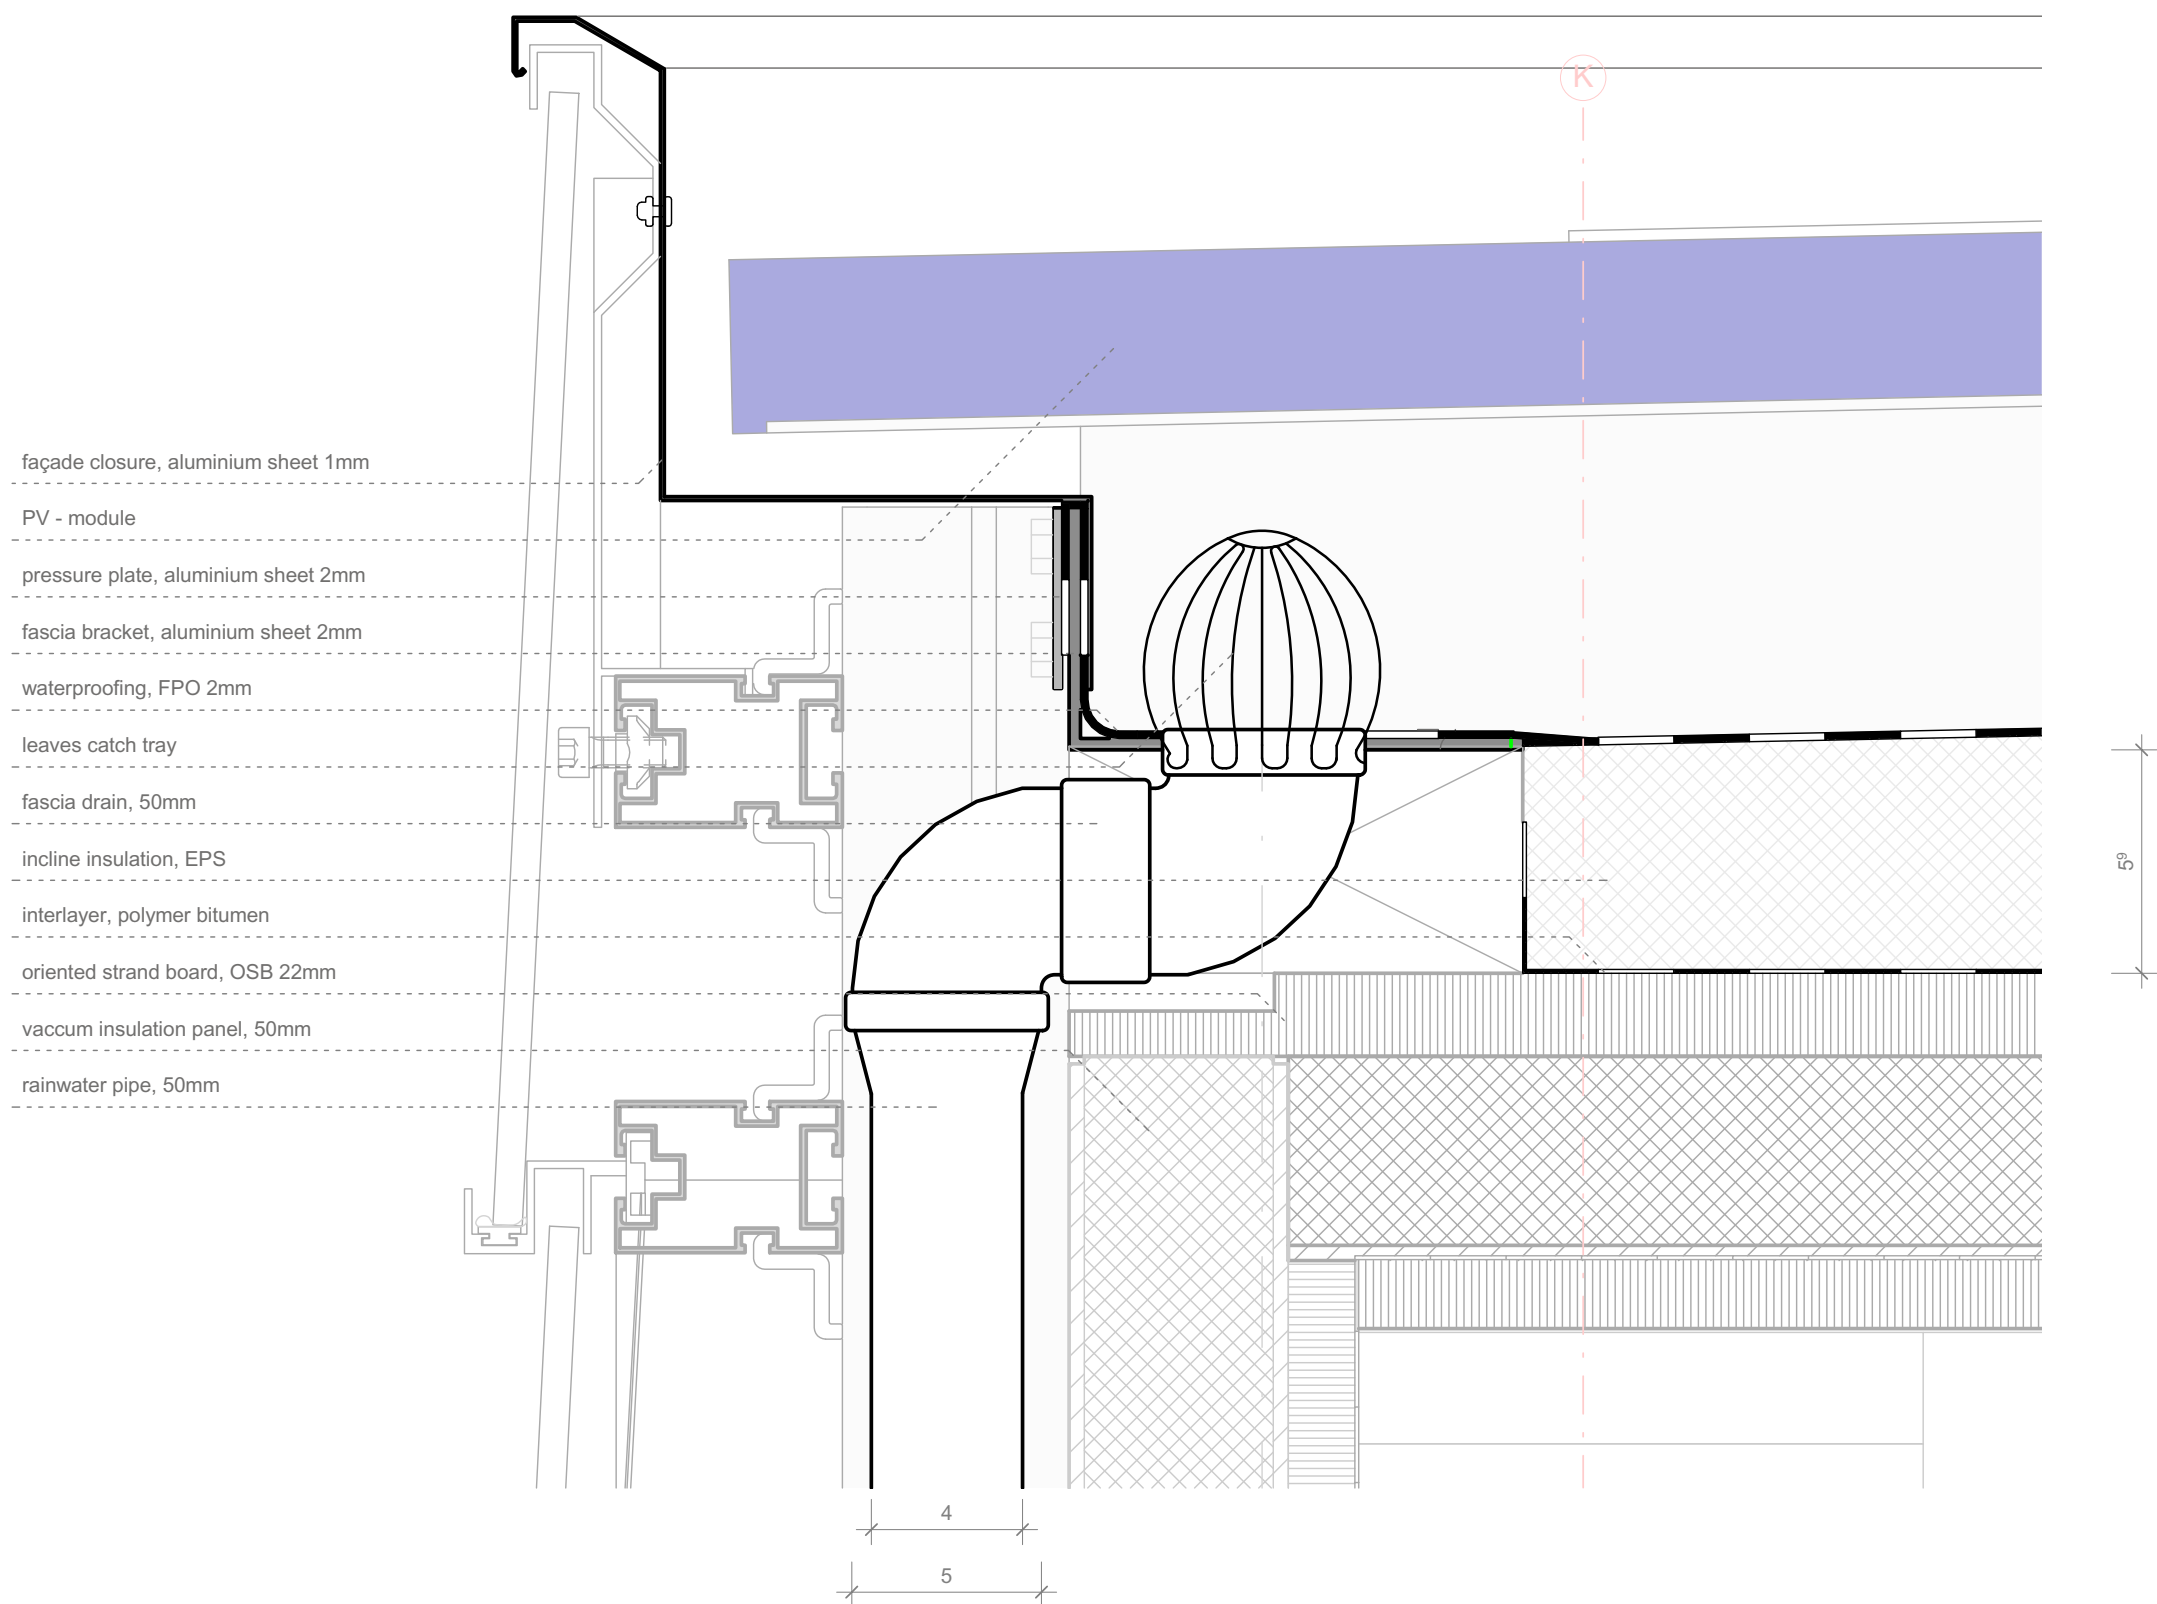 K
façade closure, aluminium sheet 1mm
PV - module
pressure plate, aluminium sheet 2mm
fascia bracket, aluminium sheet 2mm
waterproofing, FPO 2mm
leaves catch tray
fascia drain, 50mm
incline insulation, EPS
5⁹
interlayer, polymer bitumen
oriented strand board, OSB 22mm
vaccum insulation panel, 50mm
rainwater pipe, 50mm
4
5